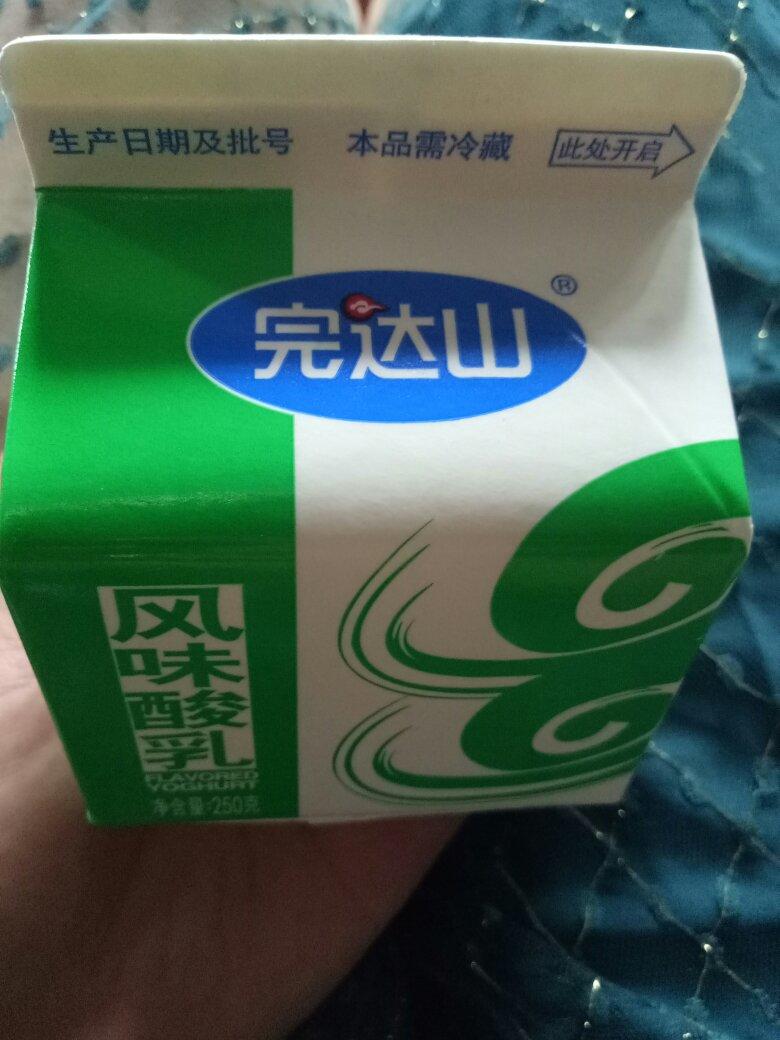 生产日期及批号 本品需冷藏 此处开启
完达山®
风味酸乳
FLAVORED
YOGHURT
净含量:250克